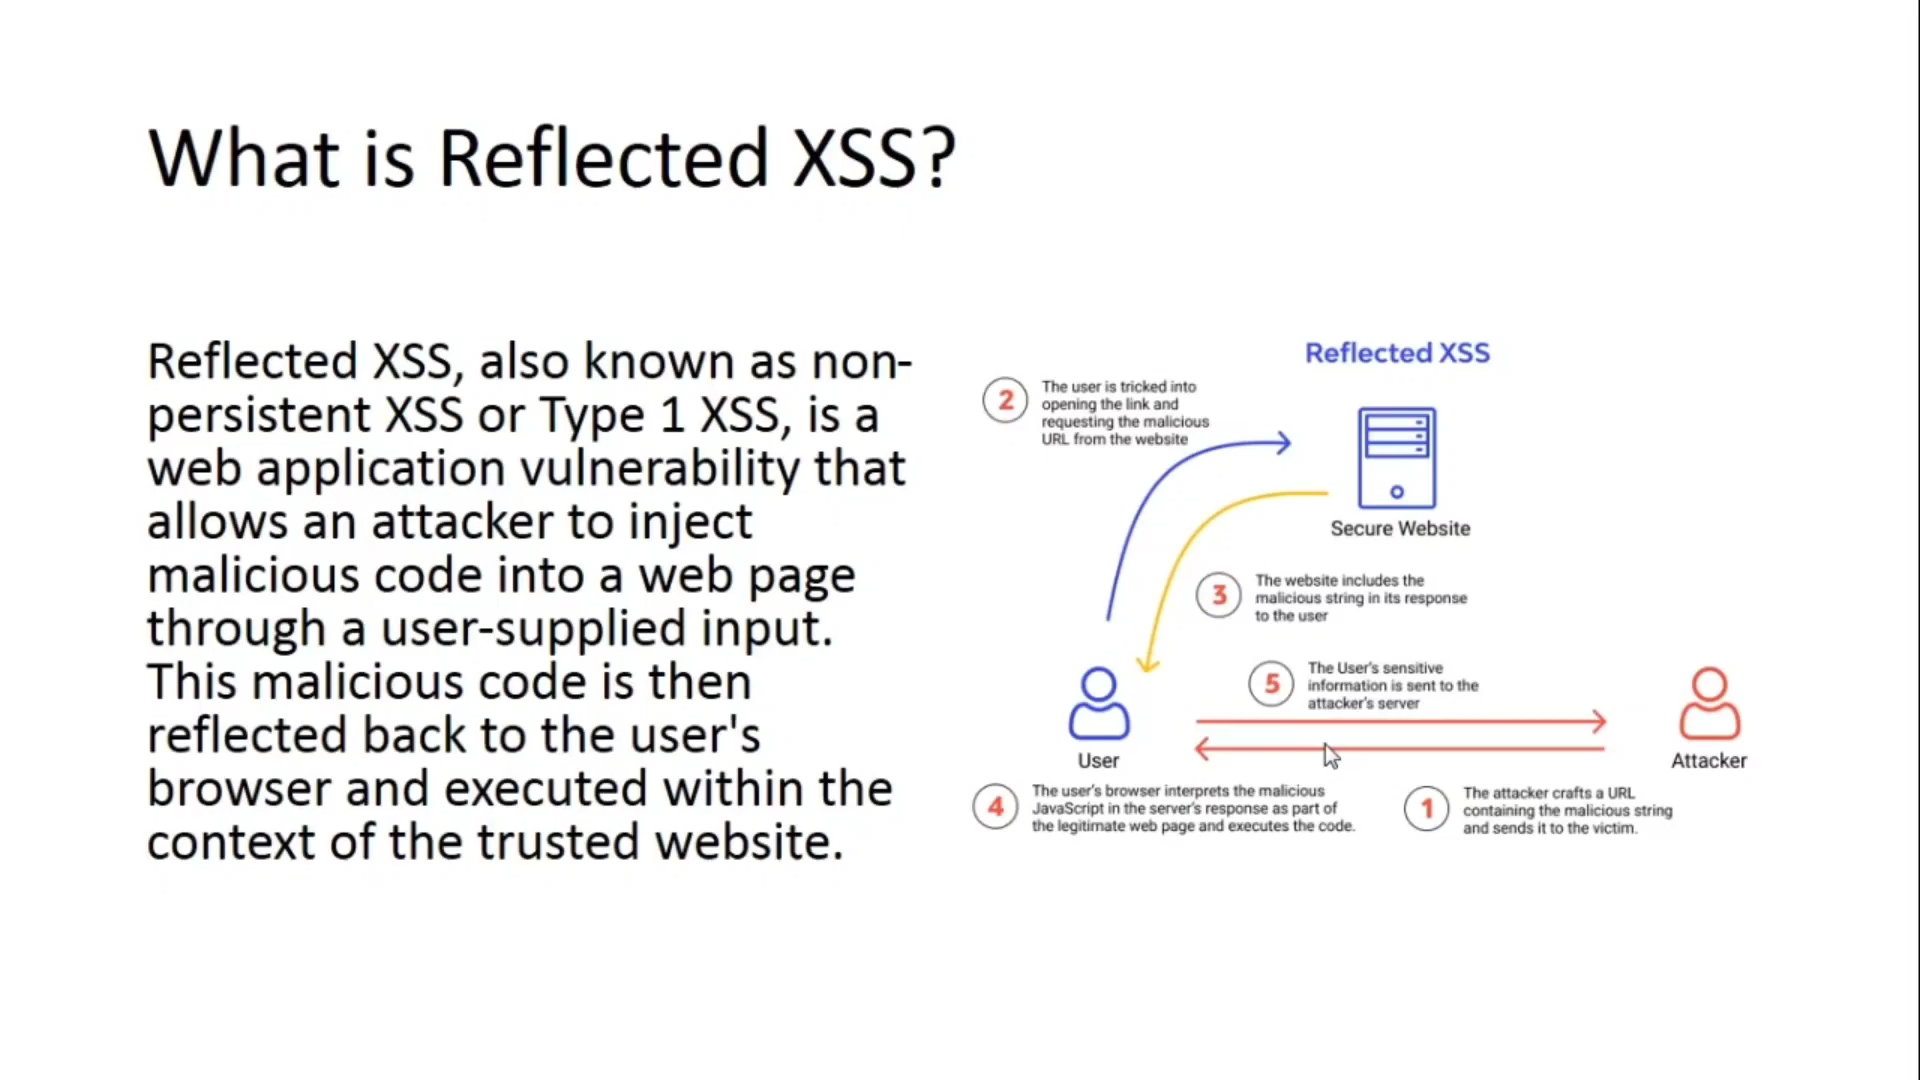 What is Reflected XSS?
Reflected XSS, also known as non-
persistent XSS or Type 1 XSS, is a
web application vulnerability that
allows an attacker to inject
malicious code into a web page
through a user-supplied input.
This malicious code is then
reflected back to the user's
browser and executed within the
context of the trusted website.
Reflected XSS
2
The user is tricked into
opening the link and
requesting the malicious
URL from the website
Secure Website
3
The website includes the
malicious string in its response
to the user
5
The User's sensitive
information is sent to the
attacker's server
User
Attacker
4
The user's browser interprets the malicious
JavaScript in the server's response as part of
the legitimate web page and executes the code.
1
The attacker crafts a URL
containing the malicious string
and sends it to the victim.